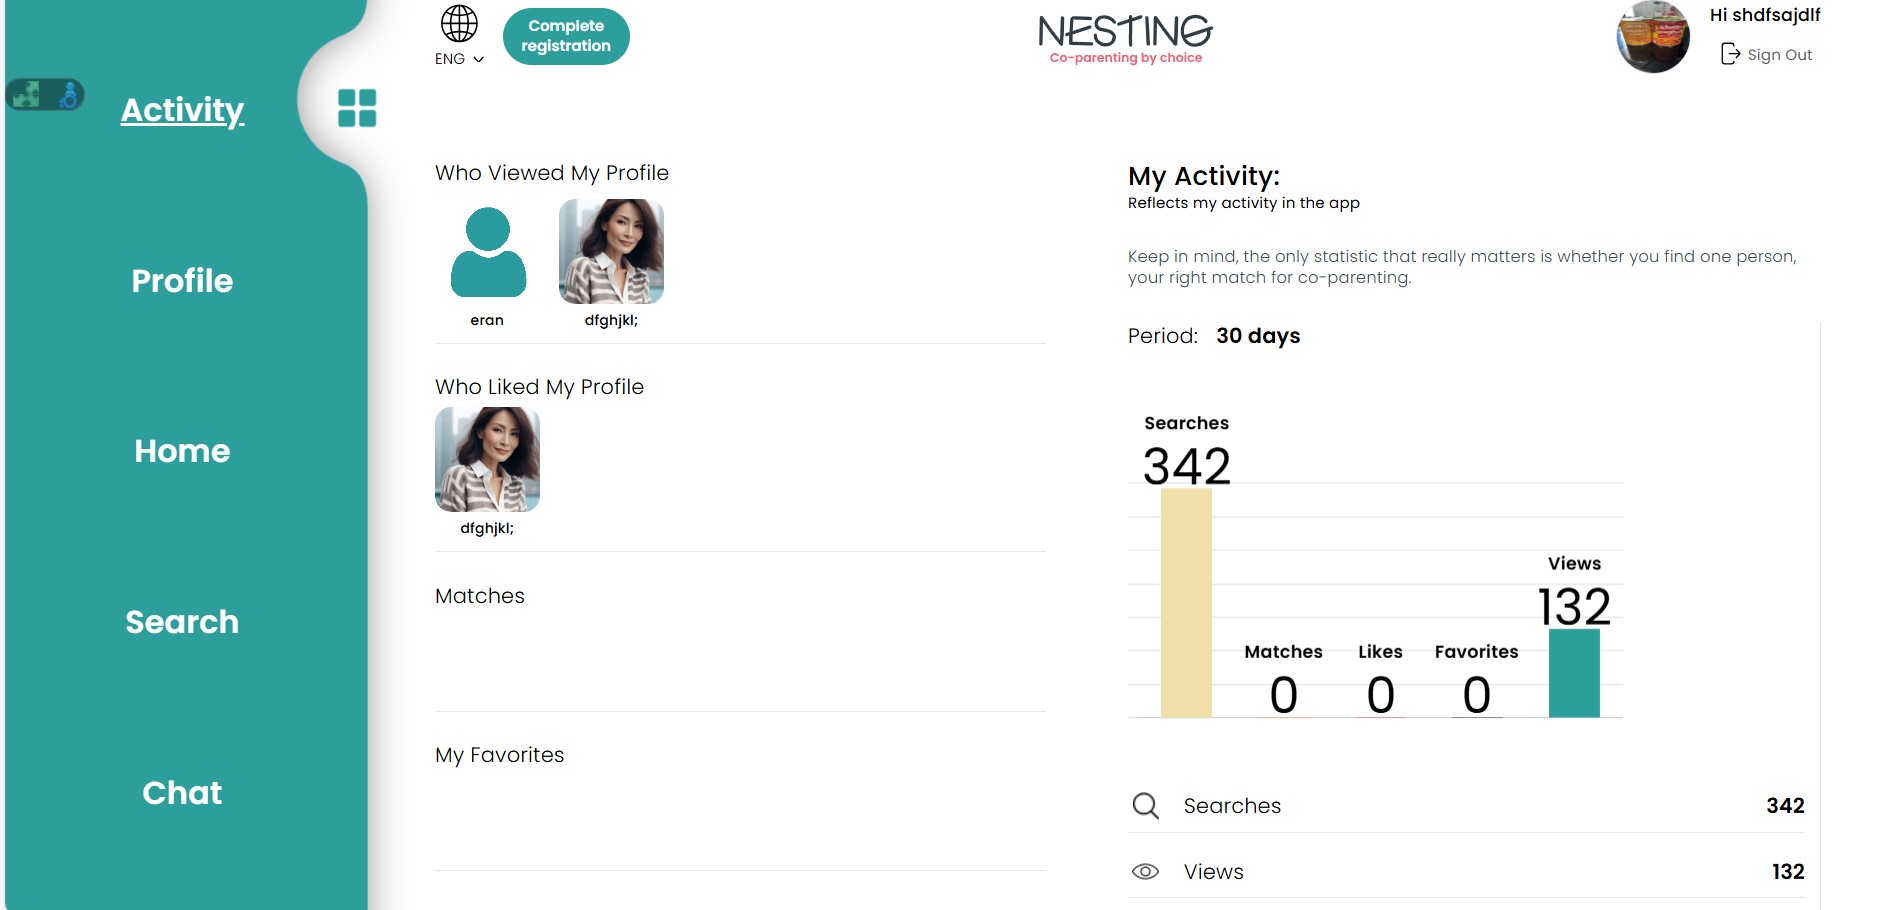 Activity
Profile
Home
Search
Chat
ENG
Complete
registration
NESTING
Co-parenting by choice
Hi shdfsajdlf
Sign Out
Who Viewed My Profile
eran
dfghjkl;
Who Liked My Profile
dfghjkl;
Matches
My Favorites
My Activity:
Reflects my activity in the app
Keep in mind, the only statistic that really matters is whether you find one person,
your right match for co-parenting.
Period: 30 days
Searches
342
Matches
0
Likes
0
Favorites
0
Views
132
Searches 342
Views 132